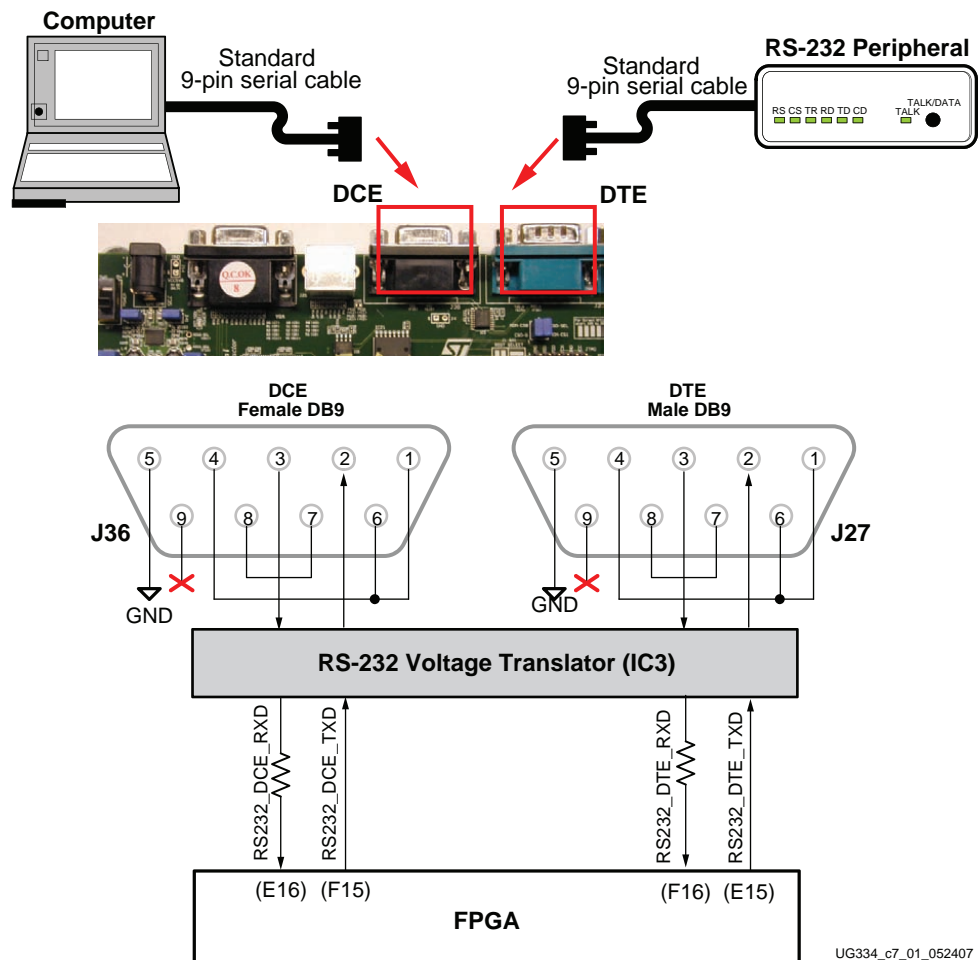 Computer
Standard
9-pin serial cable
Standard
9-pin serial cable
RS-232 Peripheral
RS CS TR RD TD CD
TALK
TALK/DATA
DCE
DTE
Q.C.OK
8
DCE
Female DB9
DTE
Male DB9
5 4 3 2 1
9 8 7 6
J36
GND
5 4 3 2 1
9 8 7 6
J27
GND
RS-232 Voltage Translator (IC3)
RS232_DCE_RXD
RS232_DCE_TXD
RS232_DTE_RXD
RS232_DTE_TXD
(E16) (F15)
(F16) (E15)
FPGA
UG334_c7_01_052407